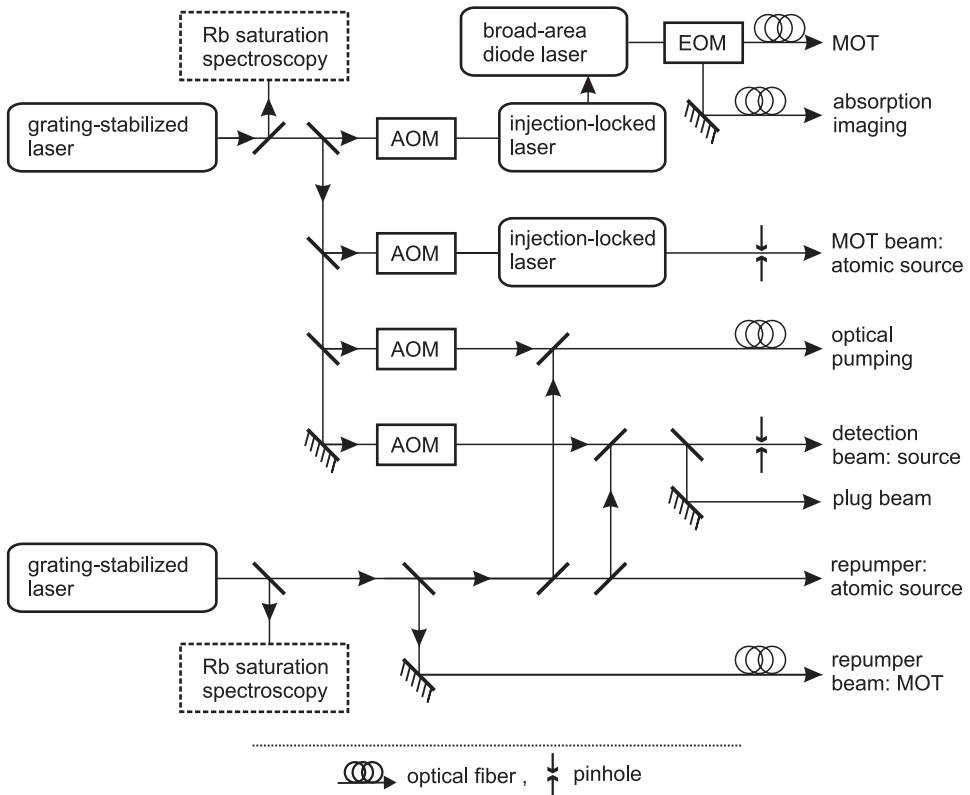 Rb saturation
spectroscopy
broad-area
diode laser
EOM
MOT
grating-stabilized
laser
AOM
injection-locked
laser
absorption
imaging
AOM
injection-locked
laser
MOT beam:
atomic source
AOM
optical
pumping
AOM
detection
beam: source
plug beam
grating-stabilized
laser
repumper:
atomic source
Rb saturation
spectroscopy
repumper
beam: MOT
optical fiber , pinhole